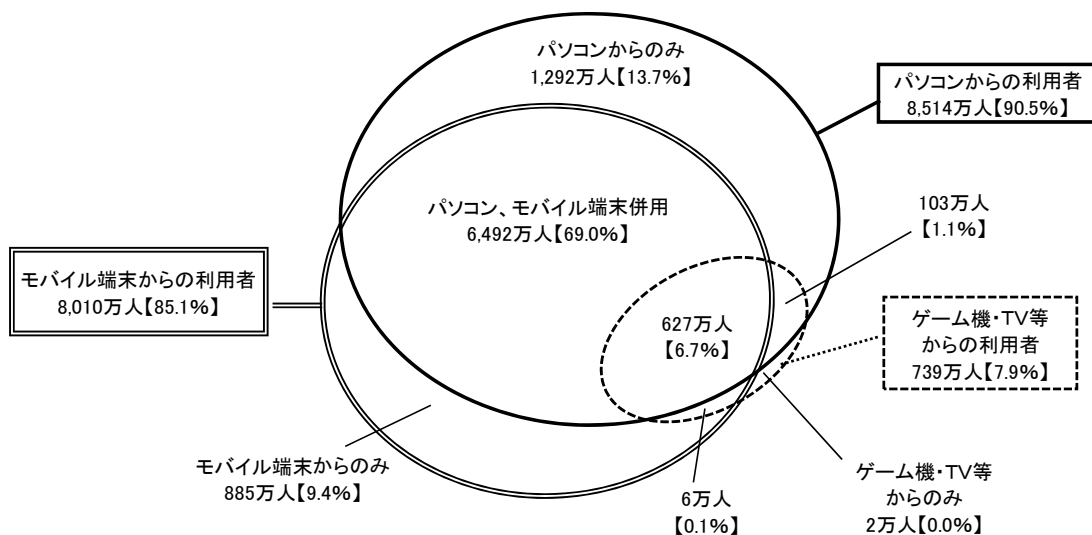 パソコンからのみ
1,292万人【13.7%】
パソコンからの利用者
8,514万人【90.5%】
パソコン、モバイル端末併用
6,492万人【69.0%】
103万人
【1.1%】
モバイル端末からの利用者
8,010万人【85.1%】
627万人
【6.7%】
ゲーム機・TV等
からの利用者
739万人【7.9%】
モバイル端末からのみ
885万人【9.4%】
6万人
【0.1%】
ゲーム機・TV等
からのみ
2万人【0.0%】